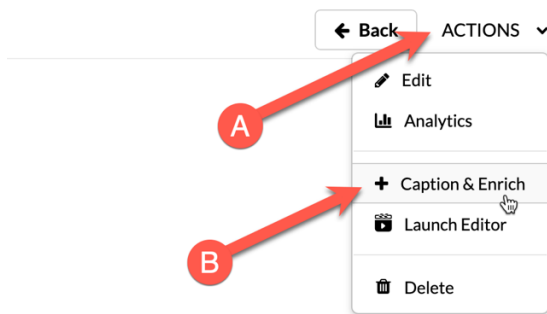 Back ACTIONS
Edit
A
Analytics
Caption & Enrich
Launch Editor
B
Delete